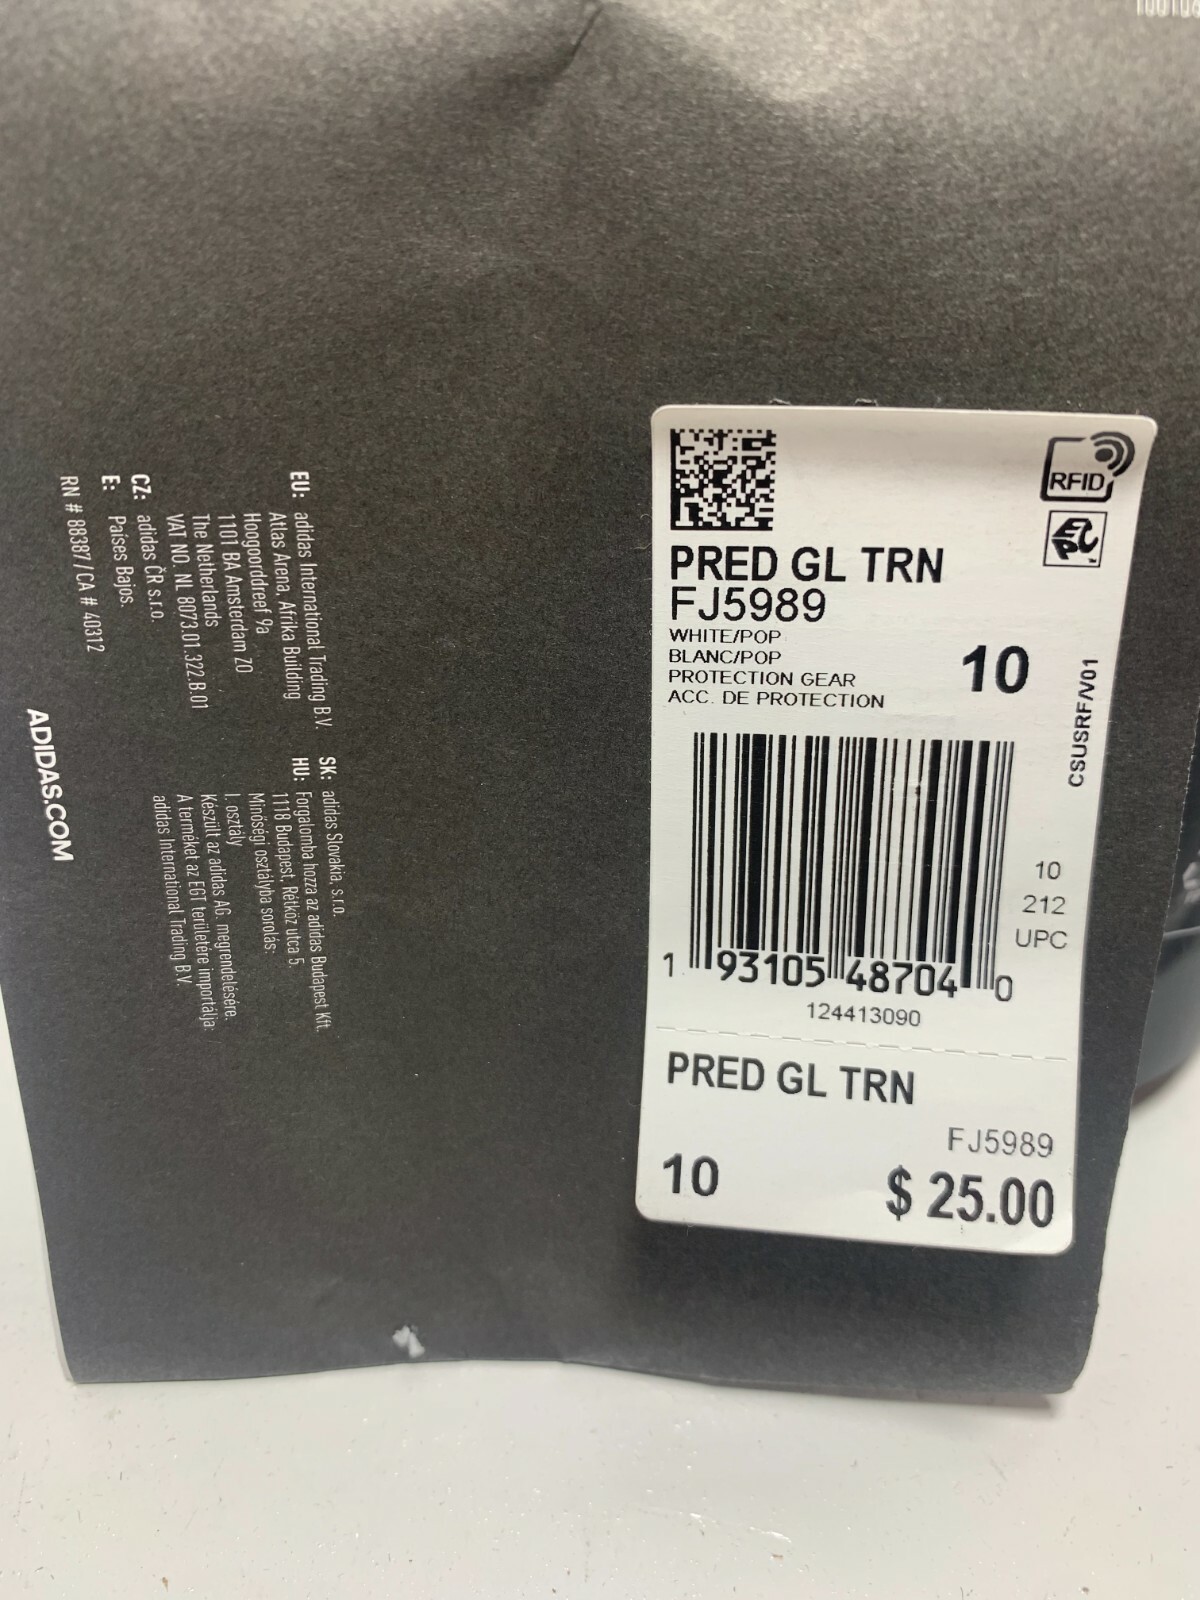 EU: adidas International Trading B.V.
Atlas Arena, Afrika Building
Hoogoorddreef 9a
1101 BA Amsterdam ZO
The Netherlands
VAT NO. NL 8073.01.322.B.01
CZ: adidas ČR s.r.o.
E: Países Bajos.
RN # 88387 / CA # 40312
SK: adidas Slovakia, s.r.o.
HU: Forgalomba hozza az adidas Budapest Kft.
1118 Budapest, Rétköz utca 5.
Minőségi osztályba sorolás:
I. osztály
Készült az adidas AG. megrendelésére.
A terméket az EGT területére importálja:
adidas International Trading B.V.
ADIDAS.COM
RFID
EPC
PRED GL TRN
FJ5989
WHITE/POP
BLANC/POP
PROTECTION GEAR
ACC. DE PROTECTION
10
CSUSRF/V01
10
212
UPC
1 93105 48704 0
124413090
PRED GL TRN
FJ5989
10
$ 25.00